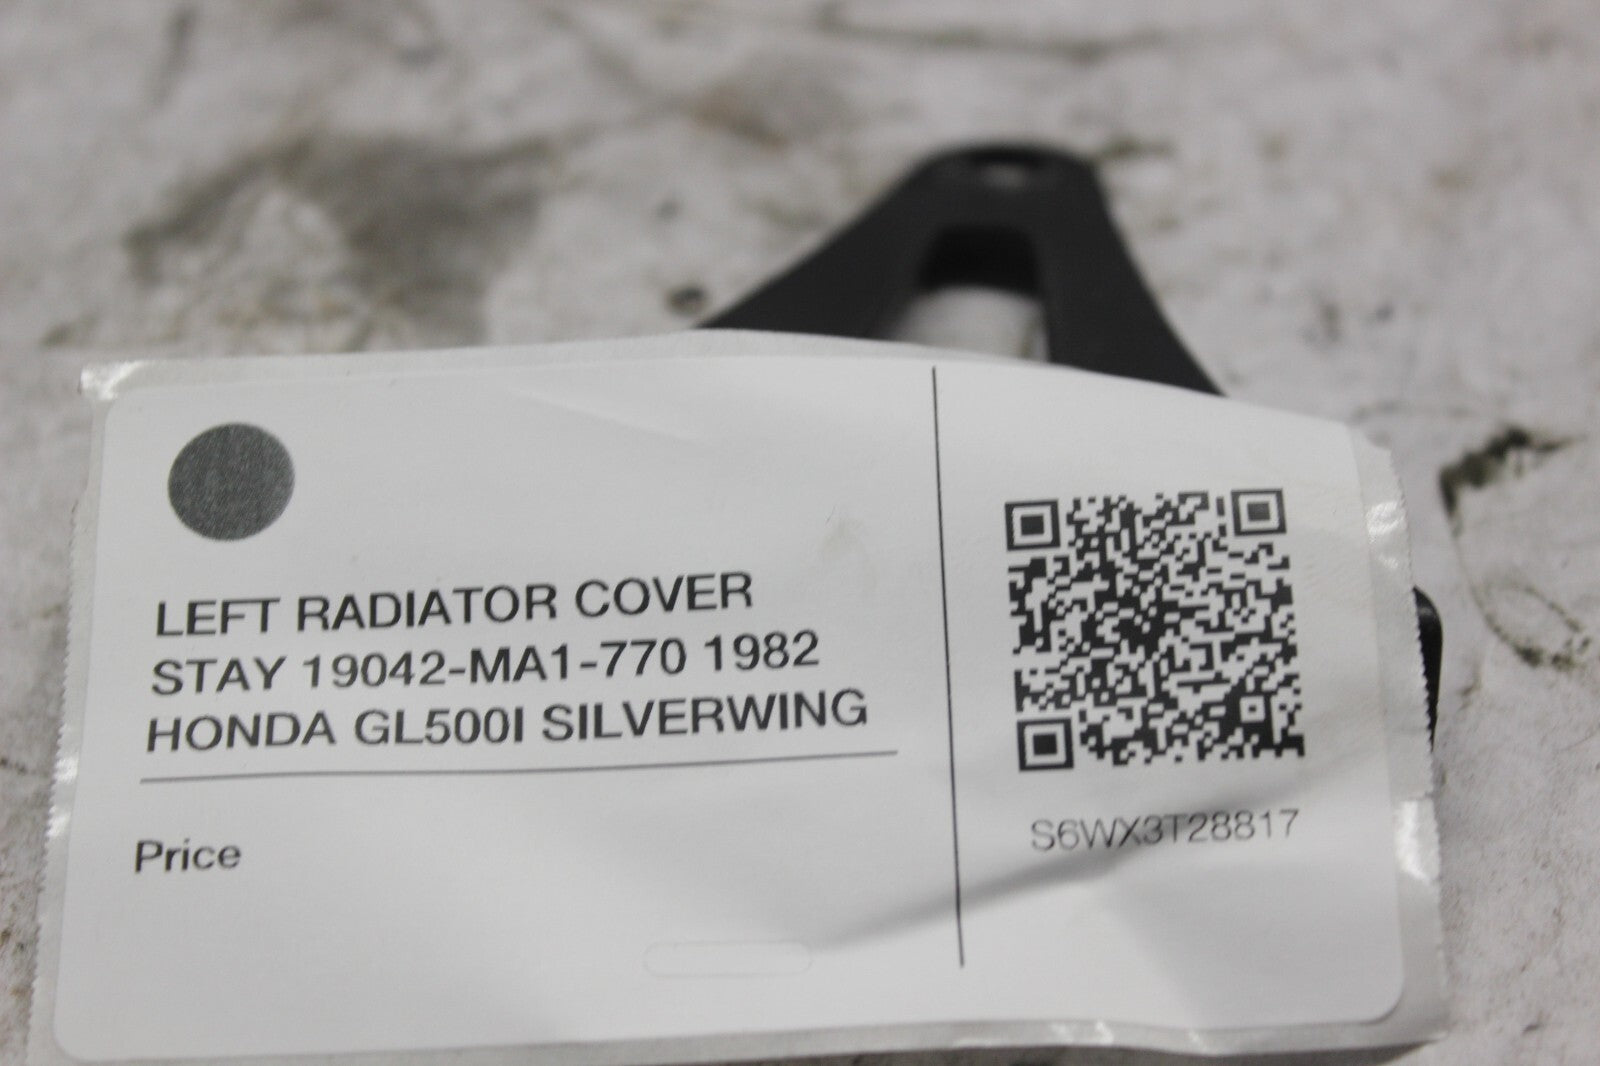 LEFT RADIATOR COVER
STAY 19042-MA1-770 1982
HONDA GL500I SILVERWING
Price
S6WX3T28817